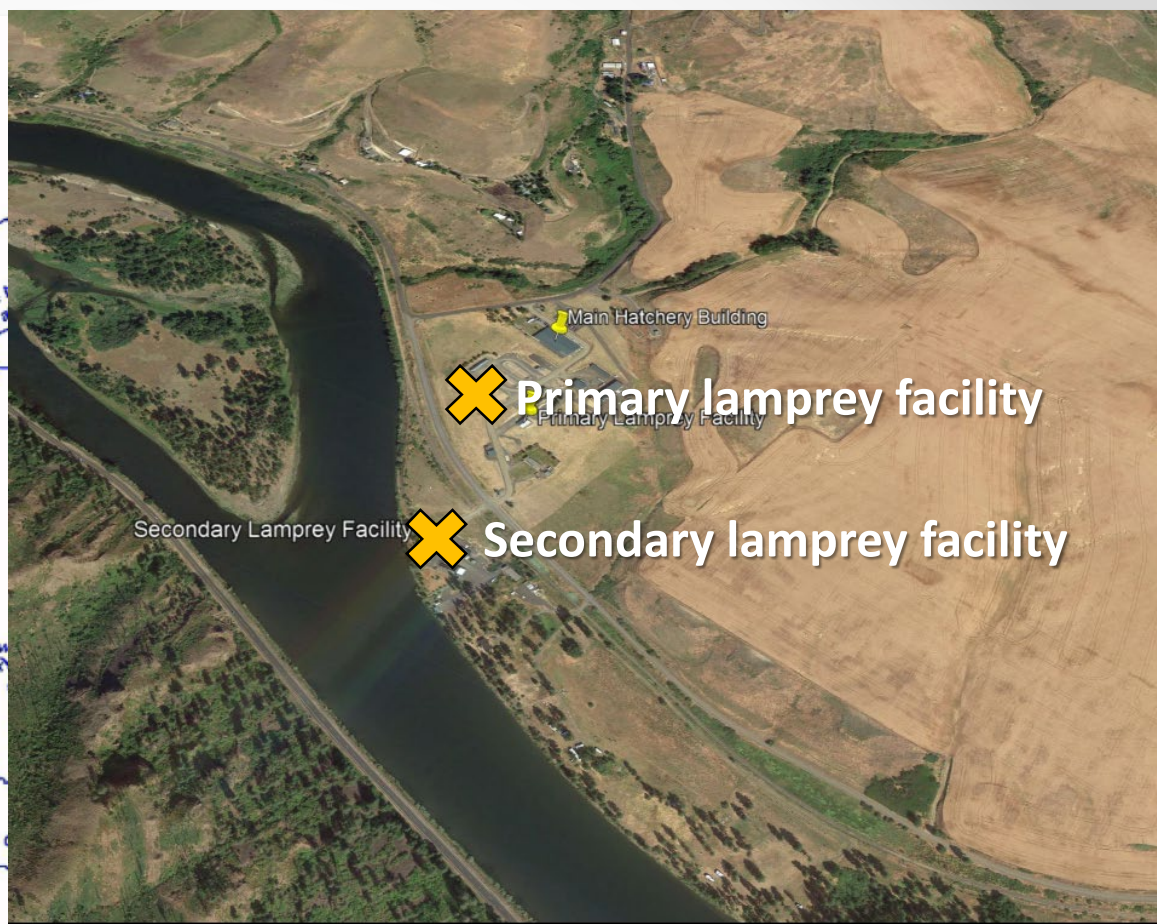 Main Hatchery Building
Primary lamprey facility
Primary Lamprey Facility
Secondary Lamprey Facility
Secondary lamprey facility